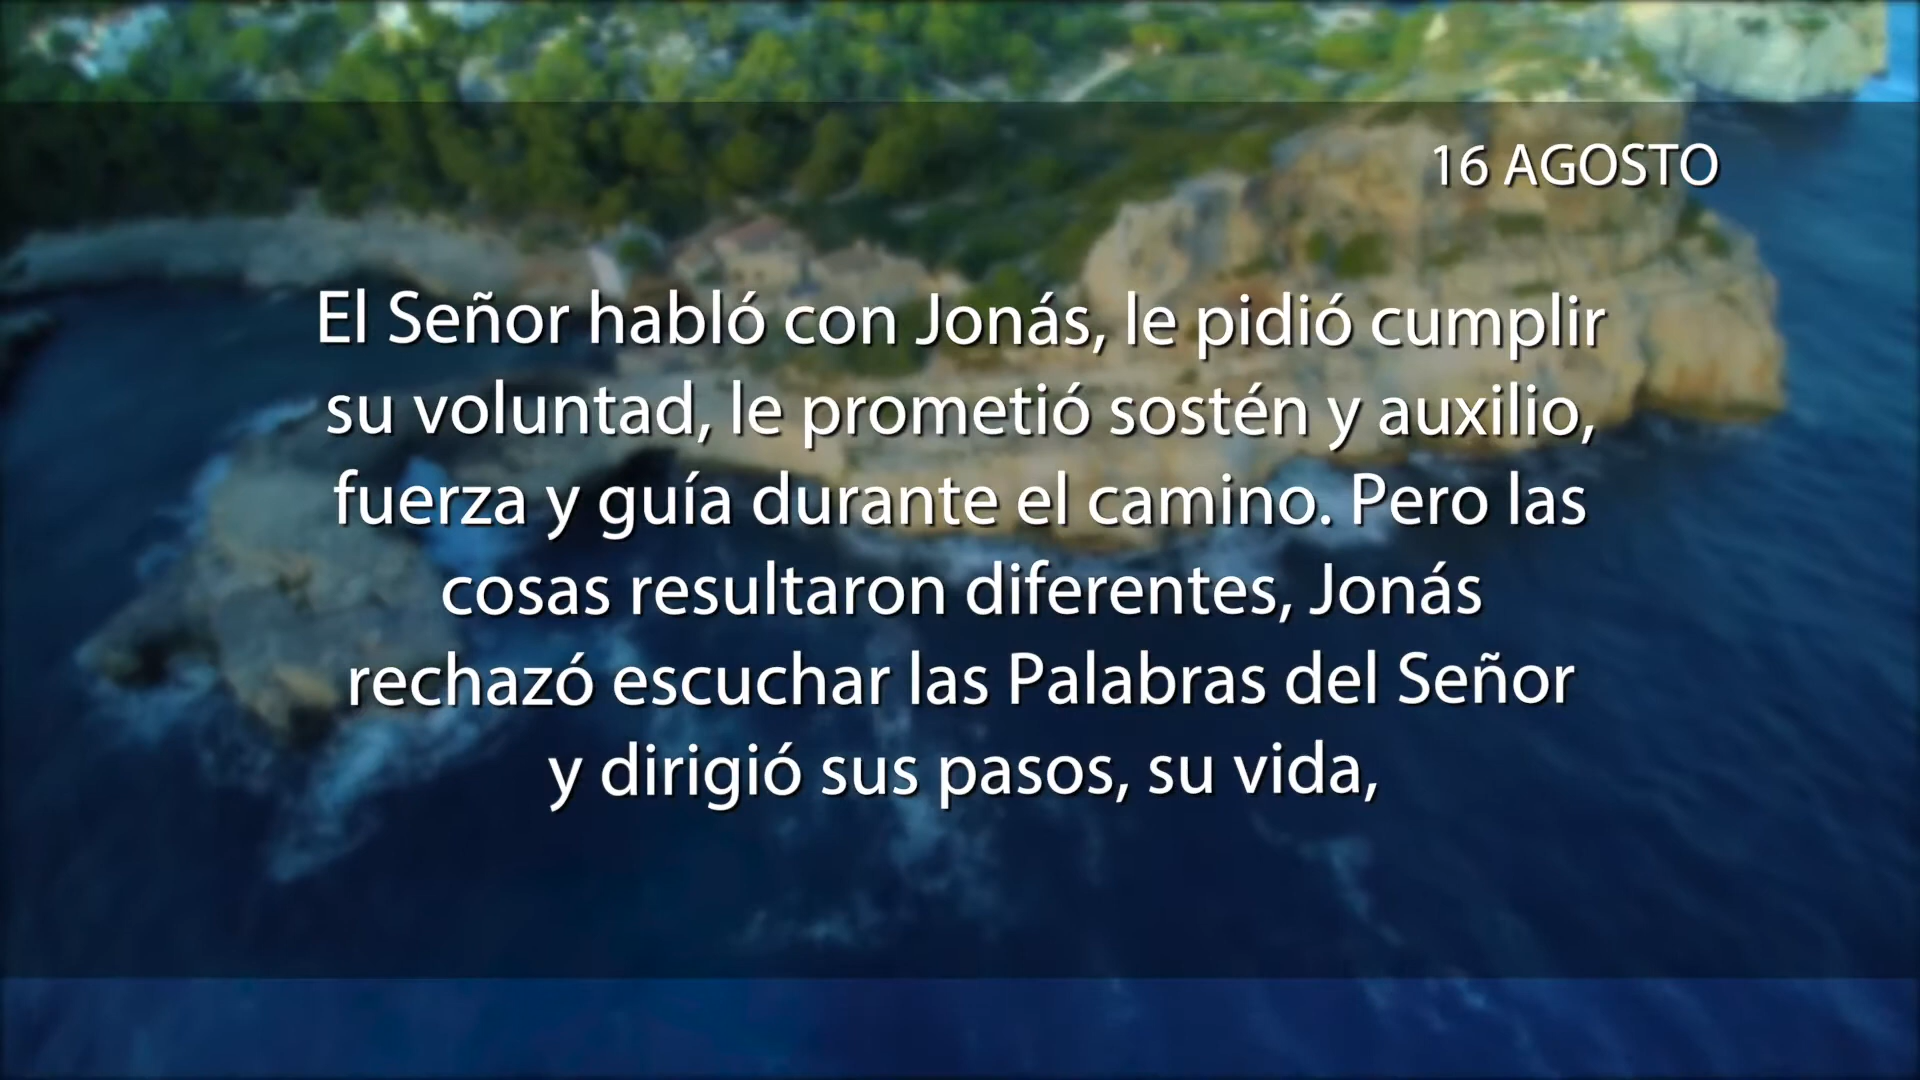 16 AGOSTO
El Señor habló con Jonás, le pidió cumplir
su voluntad, le prometió sostén y auxilio,
fuerza y guía durante el camino. Pero las
cosas resultaron diferentes, Jonás
rechazó escuchar las Palabras del Señor
y dirigió sus pasos, su vida,